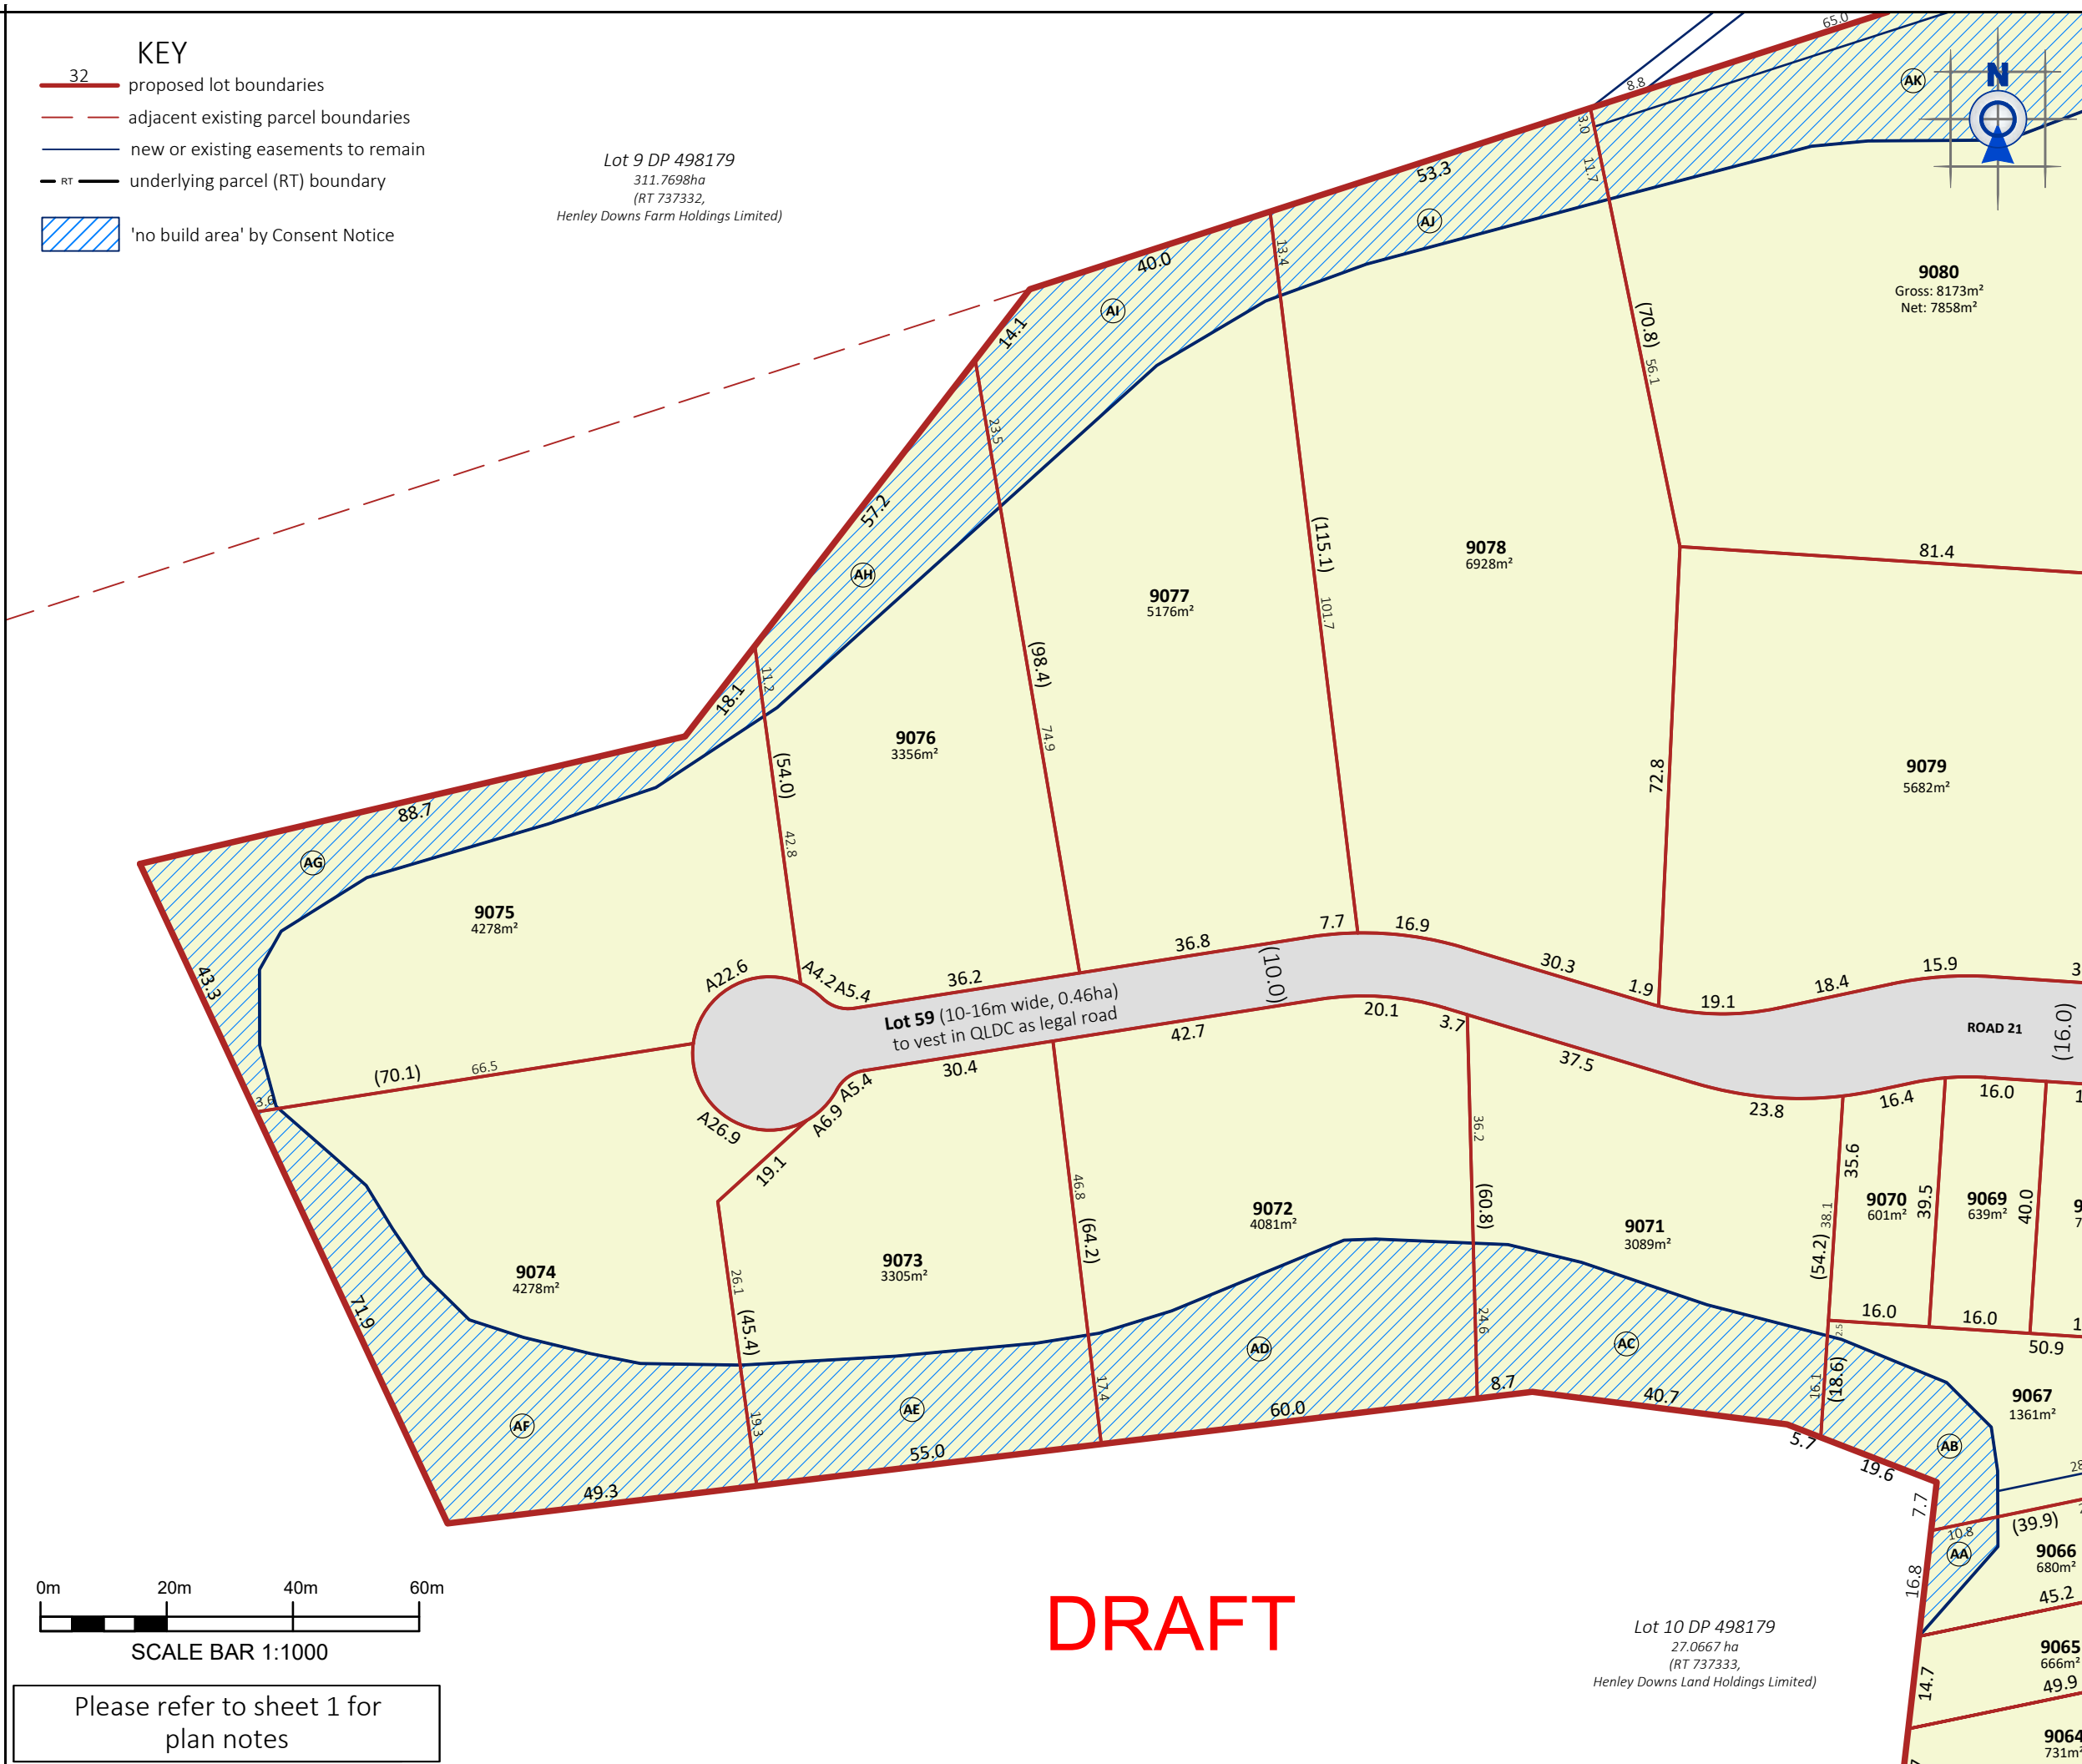 KEY
32
proposed lot boundaries
adjacent existing parcel boundaries
new or existing easements to remain
RT
underlying parcel (RT) boundary
'no build area' by Consent Notice
Lot 9 DP 498179
311.7698ha
(RT 737332,
Henley Downs Farm Holdings Limited)
65.0
8.8
AK
N
3.0
11.7
53.3
AJ
40.0
13.4
AI
14.1
9080
Gross: 8173m²
Net: 7858m²
(70.8)
56.1
23.5
57.2
AH
(115.1)
101.7
9078
6928m²
81.4
9077
5176m²
(98.4)
74.9
11.2
18.1
9076
3356m²
(54.0)
42.8
72.8
9079
5682m²
88.7
AG
9075
4278m²
43.3
A22.6
A4.2
A5.4
36.2
36.8
7.7
16.9
(10.0)
30.3
1.9
19.1
18.4
15.9
3
Lot 59 (10-16m wide, 0.46ha)
to vest in QLDC as legal road
ROAD 21
(16.0)
(70.1)
66.5
3.6
30.4
42.7
20.1
3.7
37.5
23.8
16.4
16.0
1
A26.9
A6.9
A5.4
19.1
46.8
(64.2)
36.2
(60.8)
35.6
38.1
(54.2)
39.5
40.0
9072
4081m²
9071
3089m²
9070
601m²
9069
639m²
9
7
9074
4278m²
9073
3305m²
26.1
(45.4)
71.9
24.6
16.0
16.0
1
2.5
50.9
AD
AC
17.4
8.7
40.7
16.1
(18.6)
9067
1361m²
AF
AE
19.3
60.0
55.0
49.3
5.7
19.6
AB
28
7.7
10.8
(39.9)
AA
9066
680m²
16.8
45.2
0m
20m
40m
60m
SCALE BAR 1:1000
DRAFT
Lot 10 DP 498179
27.0667 ha
(RT 737333,
Henley Downs Land Holdings Limited)
9065
666m²
14.7
49.9
9064
731m²
Please refer to sheet 1 for
plan notes